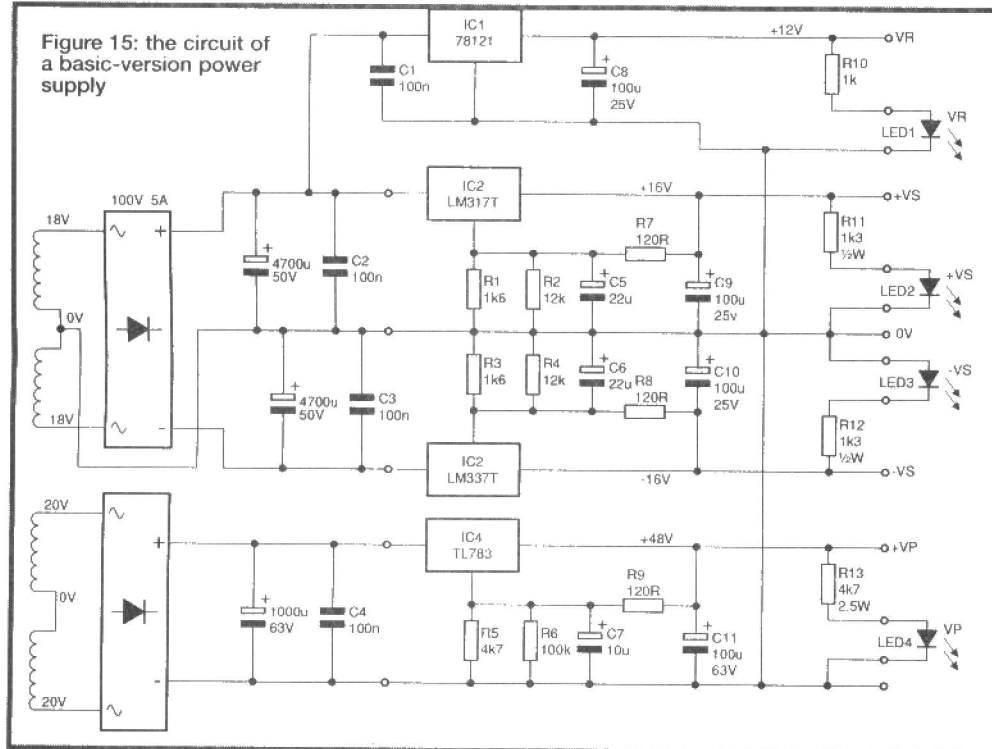 Figure 15: the circuit of
a basic-version power
supply
IC1
78121
C1
100n
+
C8
100u
25V
+12V
VR
R10
1k
VR
LED1
100V 5A
18V
0V
18V
+
-
+
4700u
50V
C2
100n
+
4700u
50V
C3
100n
IC2
LM317T
+16V
R7
120R
R1
1k6
R2
12k
+
C5
22u
+
C9
100u
25v
R3
1k6
R4
12k
+
C6
22u
R8
120R
+
C10
100u
25V
IC2
LM337T
-16V
+VS
R11
1k3
½W
+VS
LED2
0V
-VS
LED3
R12
1k3
½W
-VS
20V
0V
20V
+
-
+
1000u
63V
C4
100n
IC4
TL783
+48V
R9
120R
R5
4k7
R6
100k
+
C7
10u
+
C11
100u
63V
+VP
R13
4k7
2.5W
VP
LED4